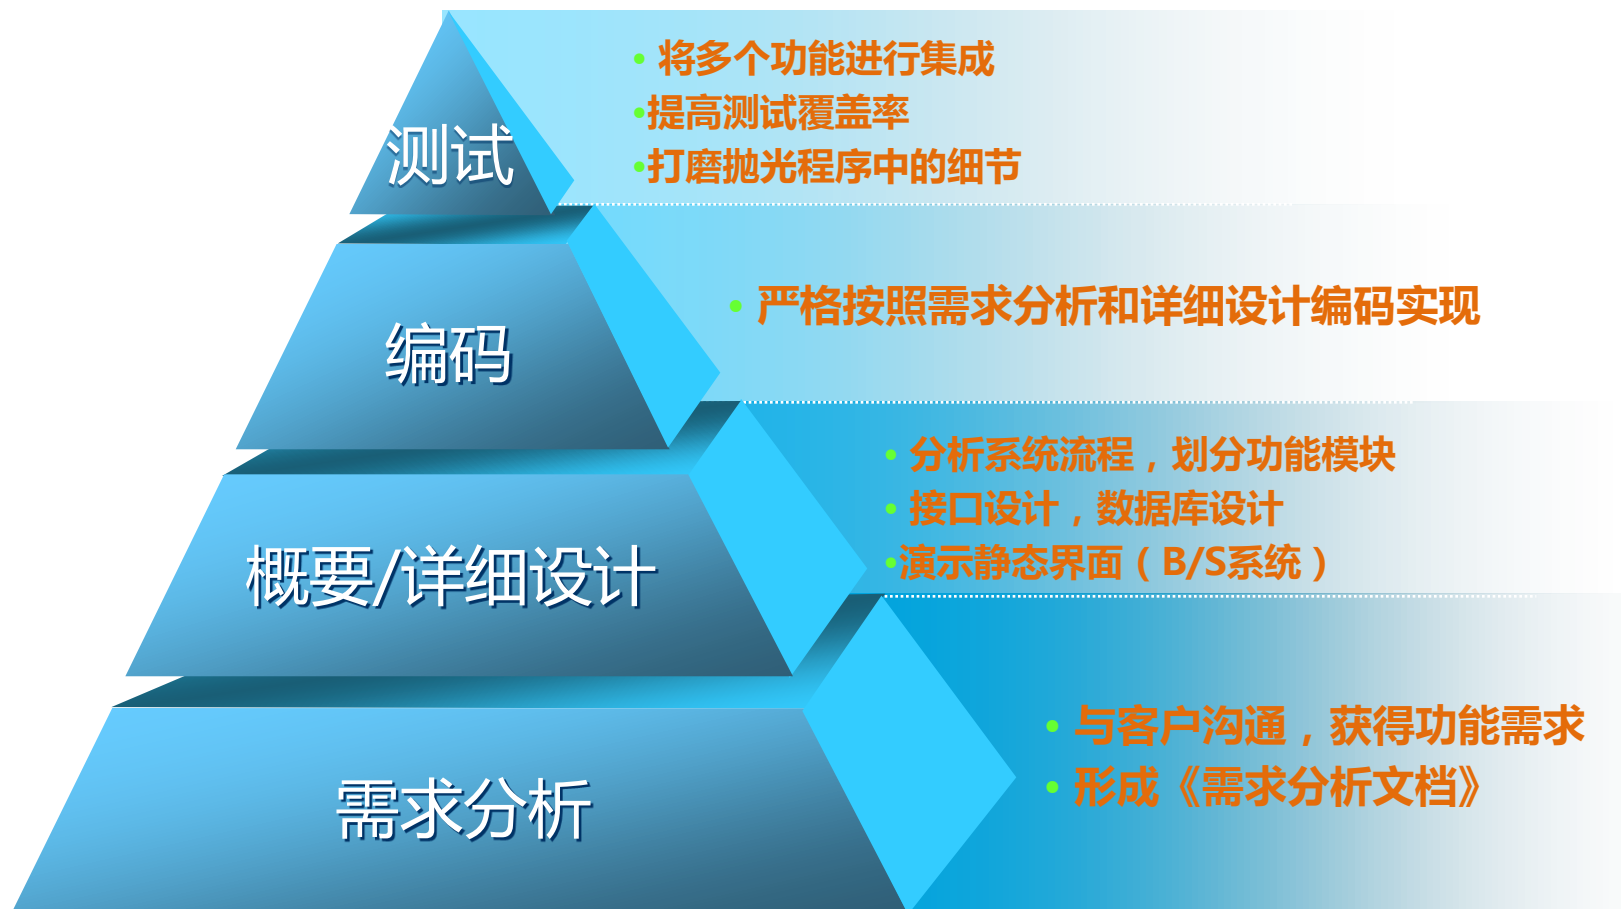 测试
• 将多个功能进行集成
•提高测试覆盖率
•打磨抛光程序中的细节
编码
• 严格按照需求分析和详细设计编码实现
概要/详细设计
• 分析系统流程，划分功能模块
• 接口设计，数据库设计
•演示静态界面（B/S系统）
需求分析
• 与客户沟通，获得功能需求
• 形成《需求分析文档》